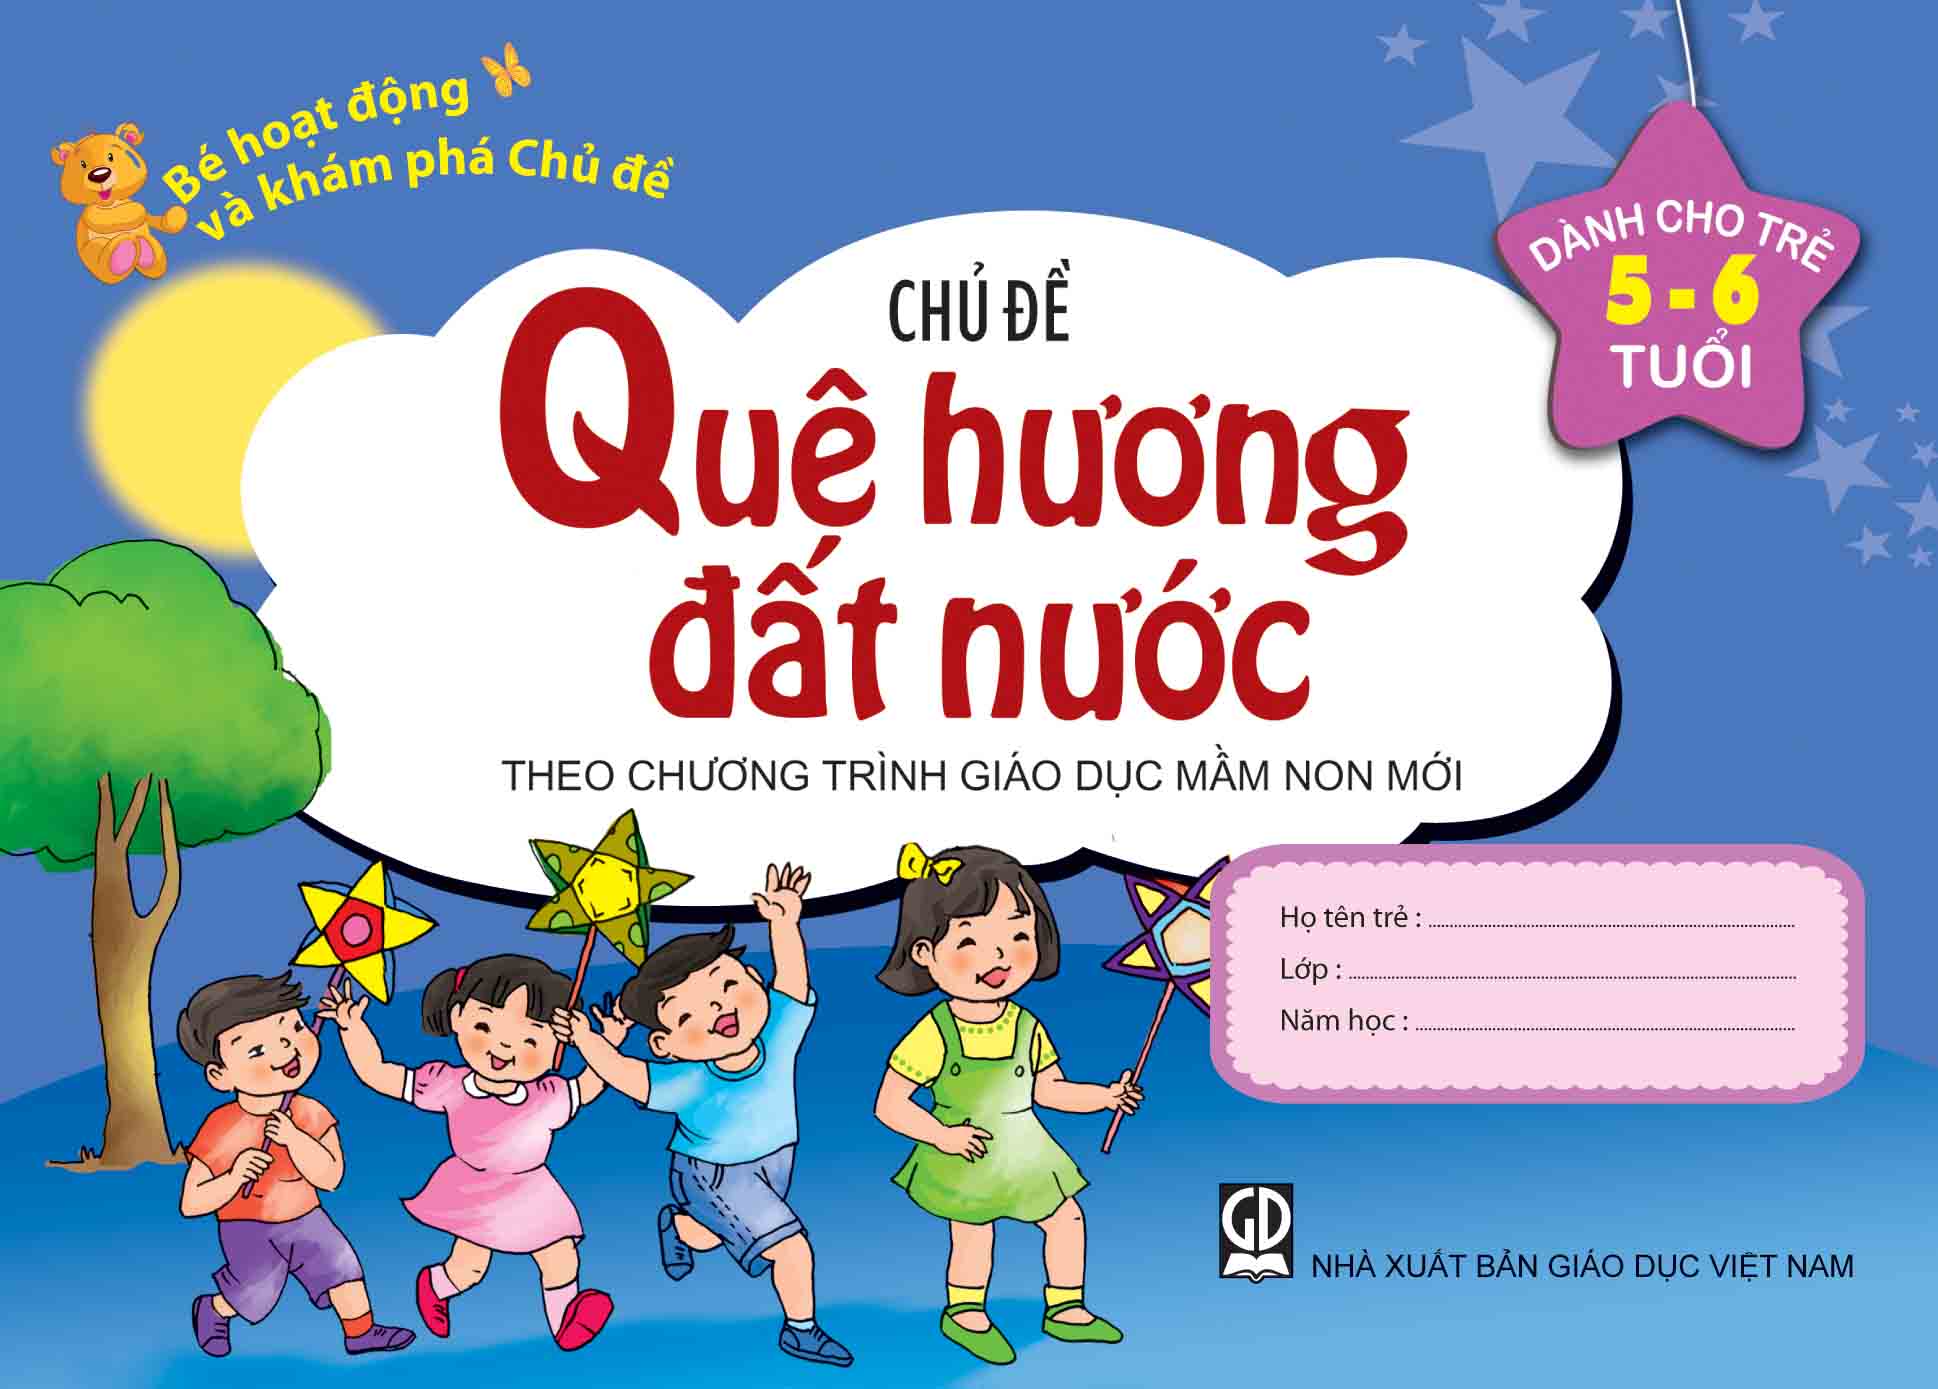 Bé hoạt động
và khám phá Chủ đề
DÀNH CHO TRẺ
5 - 6
TUỔI
CHỦ ĐỀ
Quê hương
đất nước
THEO CHƯƠNG TRÌNH GIÁO DỤC MẦM NON MỚI
Họ tên trẻ :
Lớp :
Năm học :
GD
NHÀ XUẤT BẢN GIÁO DỤC VIỆT NAM